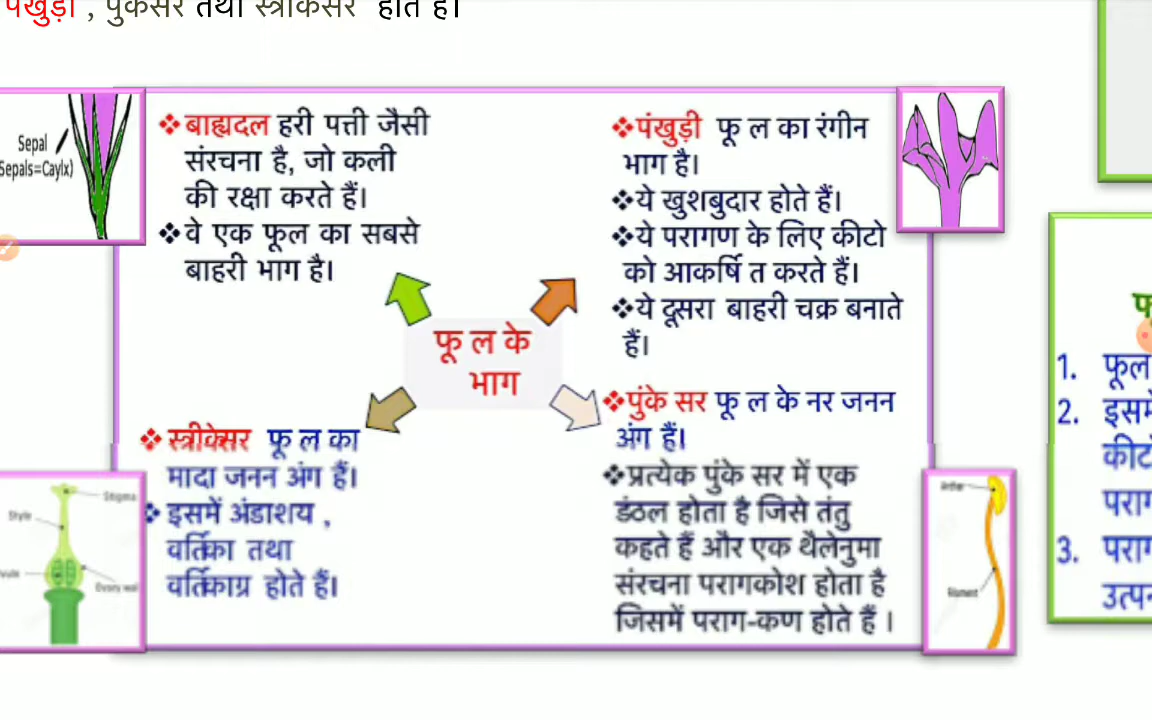 पंखुड़ी , पुंकेसर तथा स्त्रीकेसर होते हैं।
Sepal
Sepals=Caylx)
❖बाह्यदल हरी पत्ती जैसी
संरचना है, जो कली
की रक्षा करते हैं।
❖वे एक फूल का सबसे
बाहरी भाग है।
❖पंखुड़ी फू ल का रंगीन
भाग है।
❖ये खुशबुदार होते हैं।
❖ये परागण के लिए कीटो
को आकर्षि त करते हैं।
❖ये दूसरा बाहरी चक्र बनाते
हैं।
फू ल के
भाग
❖स्त्रीकेसर फू ल का
मादा जनन अंग हैं।
❖इसमें अंडाशय ,
वर्तिका तथा
वर्तिकाग्र होते हैं।
❖पुंके सर फू ल के नर जनन
अंग हैं।
❖प्रत्येक पुंके सर में एक
डंठल होता है जिसे तंतु
कहते हैं और एक थैलेनुमा
संरचना परागकोश होता है
जिसमें पराग-कण होते हैं ।
Stigma
Style
Ovary wall
Anther
Filament
1. फूल
2. इसमें
कीटो
पराग
3. पराग
उत्पन